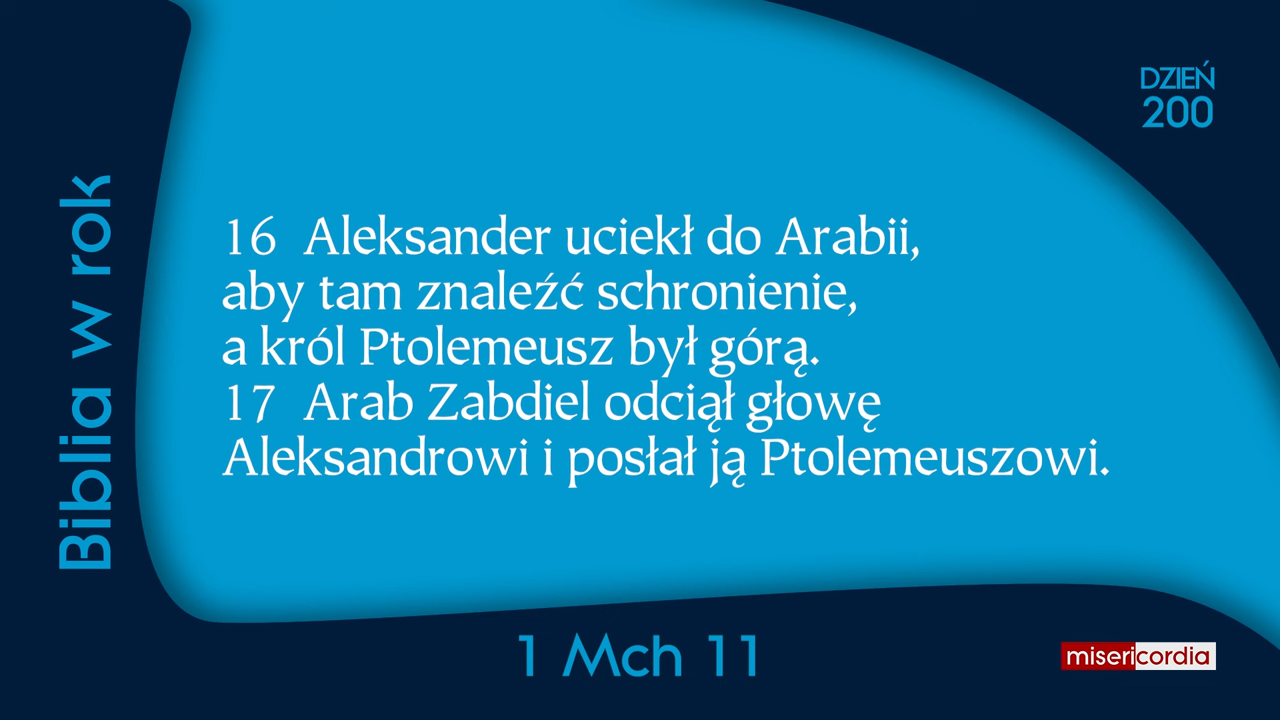 DZIEŃ
200
Biblia w rok
16 Aleksander uciekł do Arabii,
aby tam znaleźć schronienie,
a król Ptolemeusz był górą.
17 Arab Zabdiel odciął głowę
Aleksandrowi i posłał ją Ptolemeuszowi.
1 Mch 11
misericordia